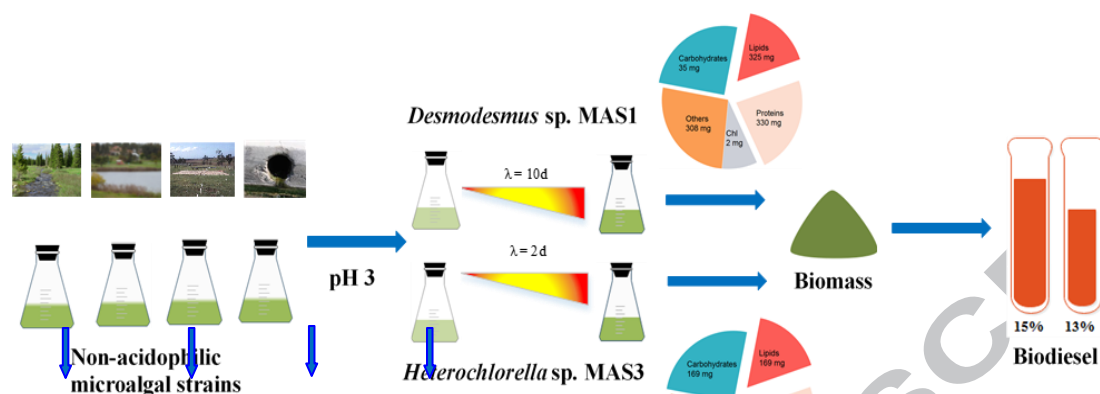 Carbohydrates
35 mg
Lipids
325 mg
Others
308 mg
Chl
2 mg
Proteins
330 mg
Desmodesmus sp. MAS1
λ = 10d
pH 3
λ = 2d
Biomass
15%
13%
Biodiesel
Non-acidophilic
microalgal strains
Heterochlorella sp. MAS3
Carbohydrates
169 mg
Lipids
169 mg
SC